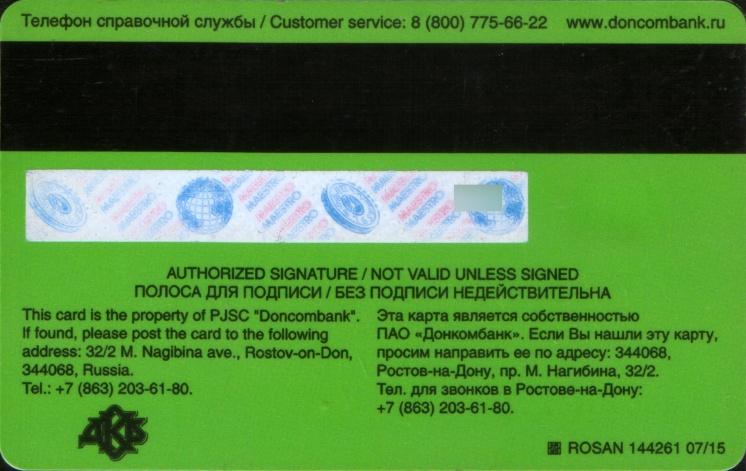 Телефон справочной службы / Customer service: 8 (800) 775-66-22 www.doncombank.ru
MAESTRO MAESTRO MAESTRO MAESTRO
AUTHORIZED SIGNATURE / NOT VALID UNLESS SIGNED
ПОЛОСА ДЛЯ ПОДПИСИ / БЕЗ ПОДПИСИ НЕДЕЙСТВИТЕЛЬНА
This card is the property of PJSC "Doncombank".
If found, please post the card to the following
address: 32/2 M. Nagibina ave., Rostov-on-Don,
344068, Russia.
Tel.: +7 (863) 203-61-80.
Эта карта является собственностью
ПАО «Донкомбанк». Если Вы нашли эту карту,
просим направить ее по адресу: 344068,
Ростов-на-Дону, пр. М. Нагибина, 32/2.
Тел. для звонков в Ростове-на-Дону:
+7 (863) 203-61-80.
ДКБ
ROSAN 144261 07/15